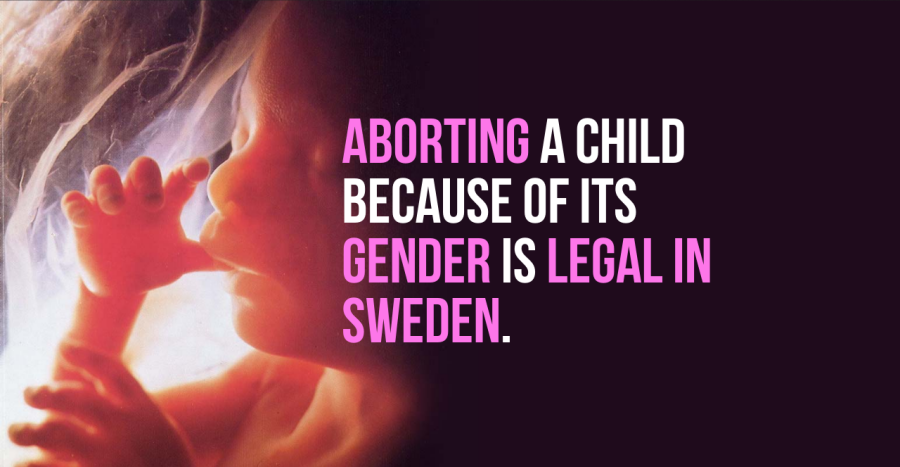 ABORTING A CHILD
BECAUSE OF ITS
GENDER IS LEGAL IN
SWEDEN.